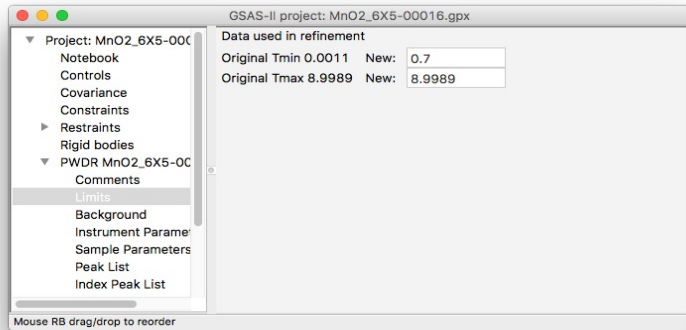 GSAS-II project: MnO2_6X5-00016.gpx
Project: MnO2_6X5-000
Notebook
Controls
Covariance
Constraints
Restraints
Rigid bodies
PWDR MnO2_6X5-00
Comments
Limits
Background
Instrument Paramet
Sample Parameters
Peak List
Index Peak List
Data used in refinement
Original Tmin 0.0011 New: 0.7
Original Tmax 8.9989 New: 8.9989
Mouse RB drag/drop to reorder